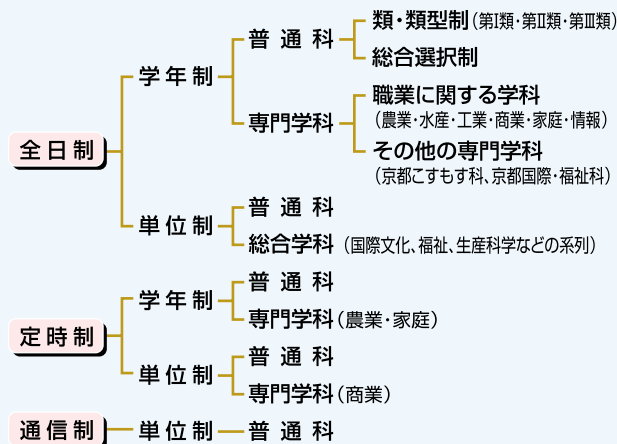 全日制
学年制
普通科
類・類型制(第Ⅰ類・第Ⅱ類・第Ⅲ類)
総合選択制
専門学科
職業に関する学科
(農業・水産・工業・商業・家庭・情報)
その他の専門学科
(京都こすもす科、京都国際・福祉科)
単位制
普通科
総合学科(国際文化、福祉、生産科学などの系列)
定時制
学年制
普通科
専門学科(農業・家庭)
単位制
普通科
専門学科(商業)
通信制
単位制
普通科